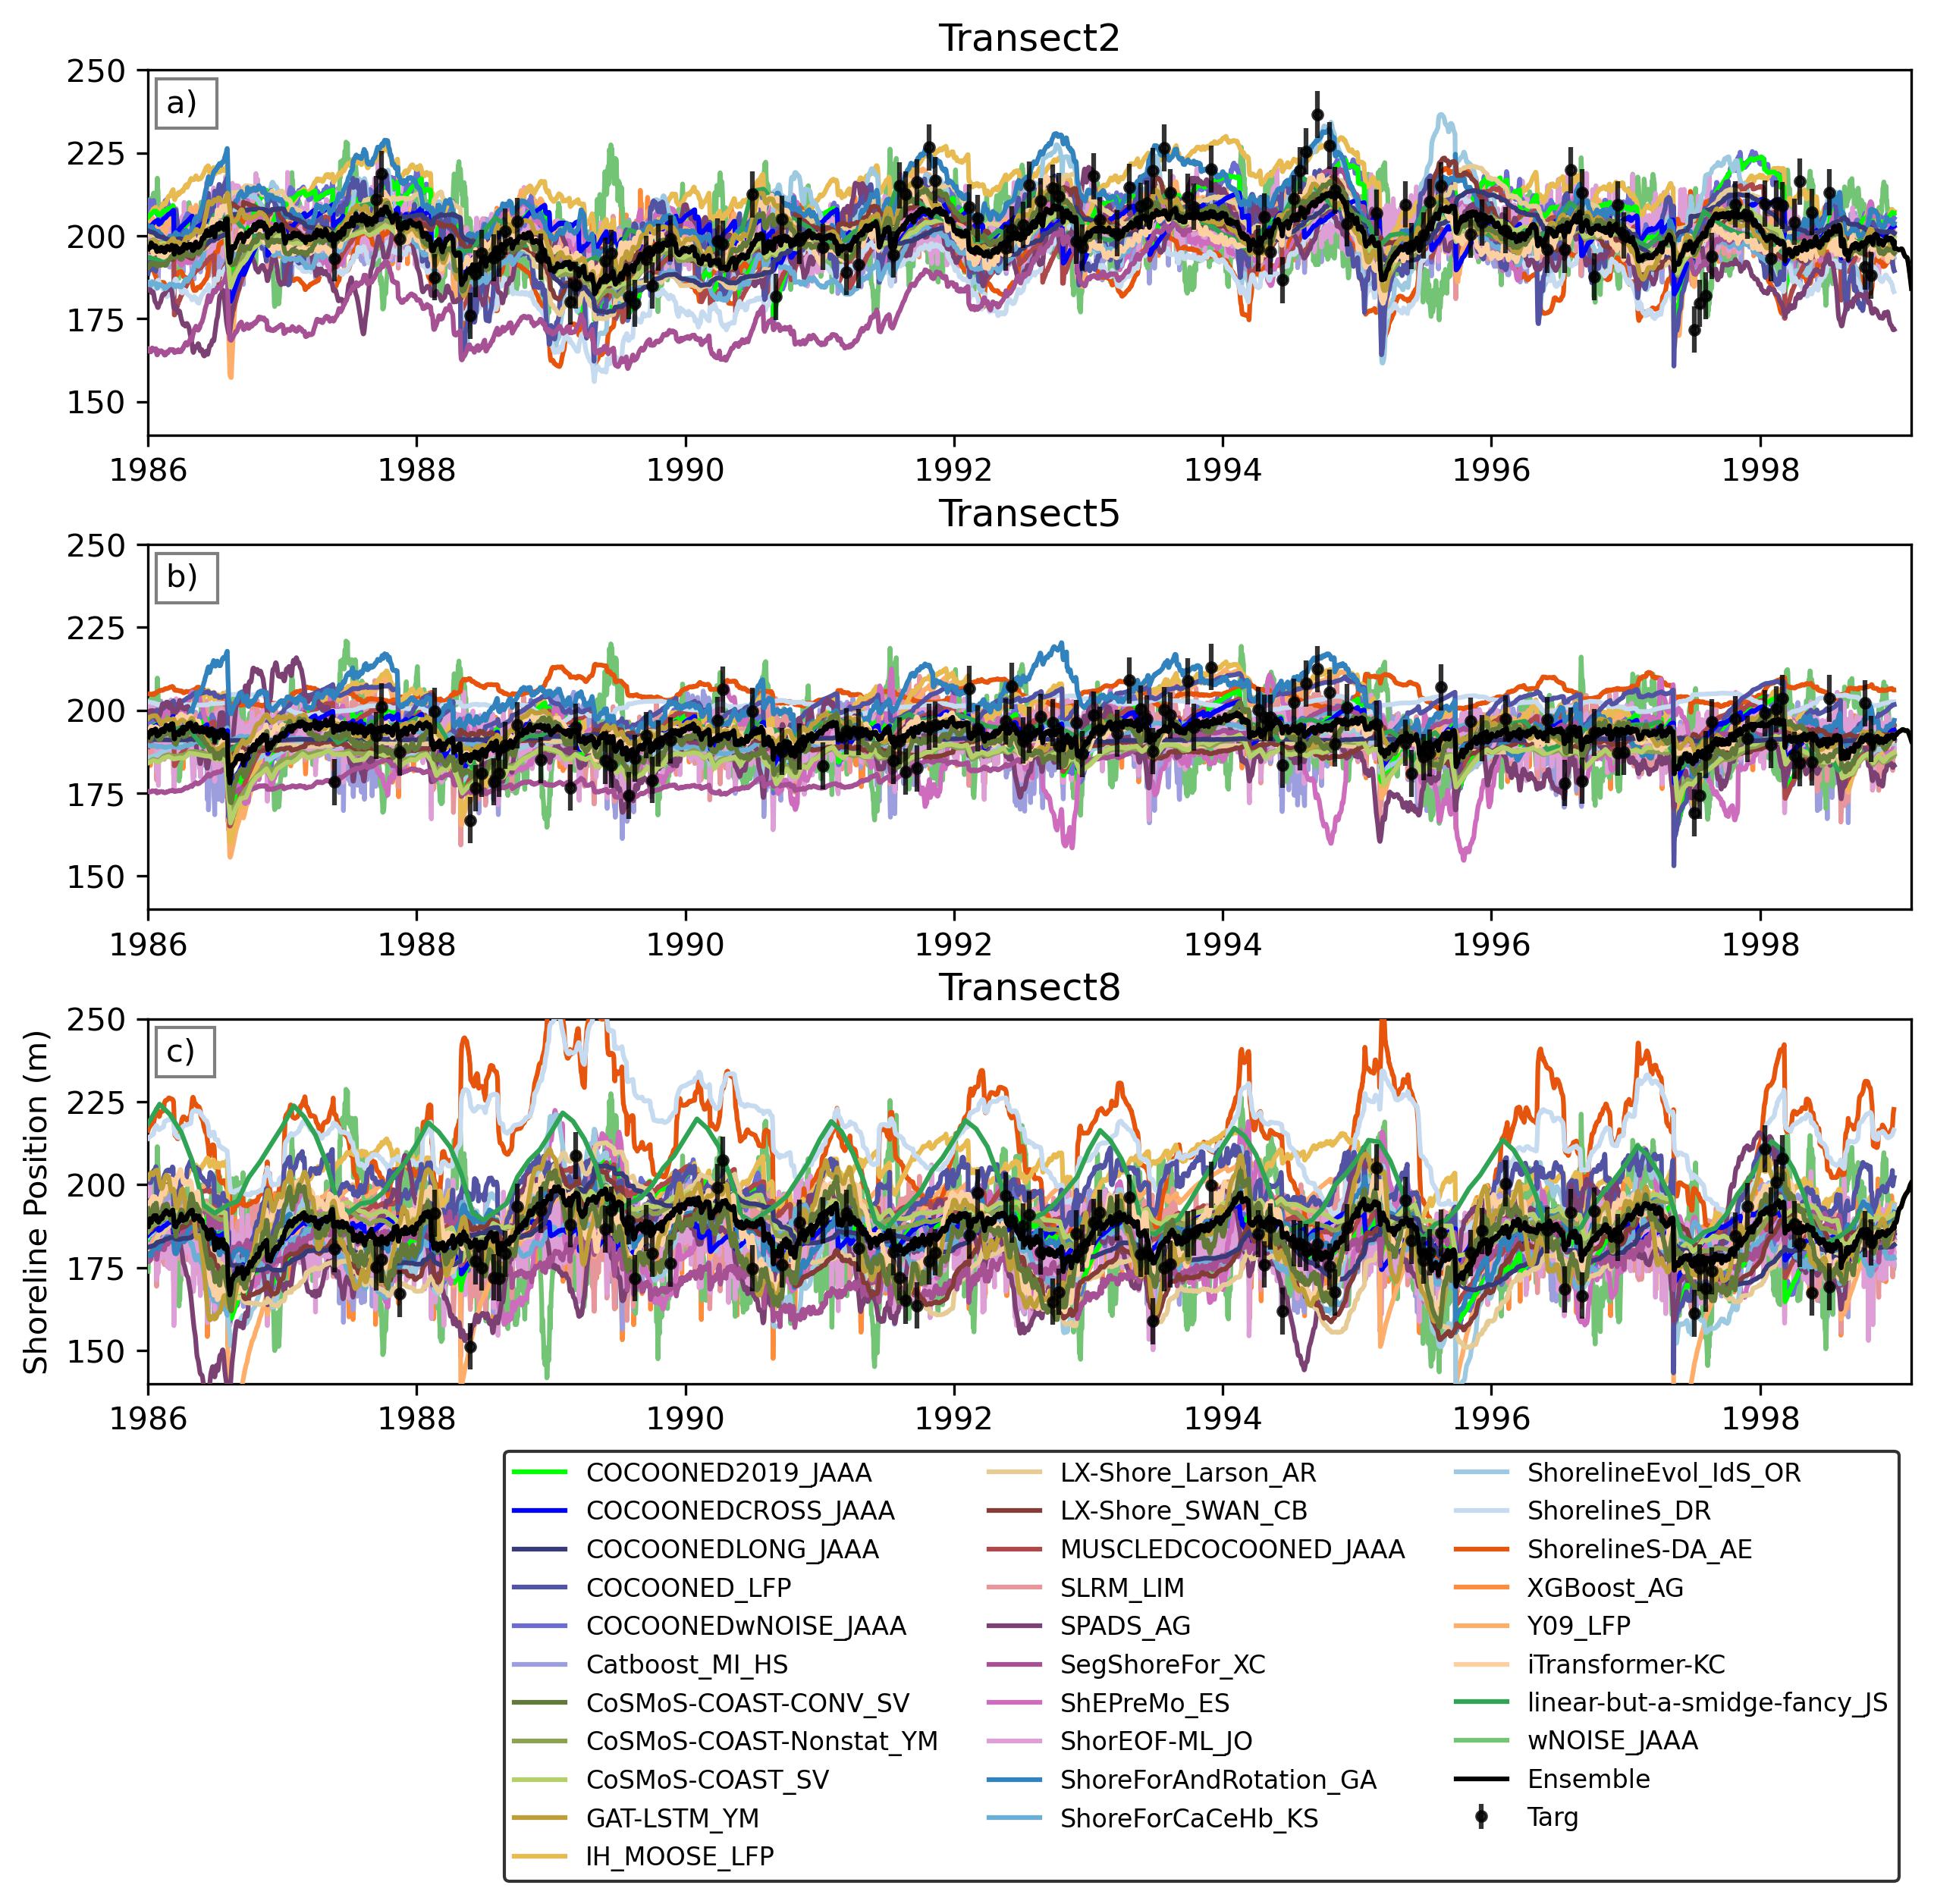 Transect2
a)
250
225
200
175
150
1986 1988 1990 1992 1994 1996 1998
Transect5
b)
250
225
200
175
150
1986 1988 1990 1992 1994 1996 1998
Transect8
c)
Shoreline Position (m)
250
225
200
175
150
1986 1988 1990 1992 1994 1996 1998
COCOONED2019_JAAA
COCOONEDCROSS_JAAA
COCOONEDLONG_JAAA
COCOONED_LFP
COCOONEDwNOISE_JAAA
Catboost_MI_HS
CoSMoS-COAST-CONV_SV
CoSMoS-COAST-Nonstat_YM
CoSMoS-COAST_SV
GAT-LSTM_YM
IH_MOOSE_LFP
LX-Shore_Larson_AR
LX-Shore_SWAN_CB
MUSCLEDCOCOONED_JAAA
SLRM_LIM
SPADS_AG
SegShoreFor_XC
ShEPreMo_ES
ShorEOF-ML_JO
ShoreForAndRotation_GA
ShoreForCaCeHb_KS
ShorelineEvol_IdS_OR
ShorelineS_DR
ShorelineS-DA_AE
XGBoost_AG
Y09_LFP
iTransformer-KC
linear-but-a-smidge-fancy_JS
wNOISE_JAAA
Ensemble
Targ